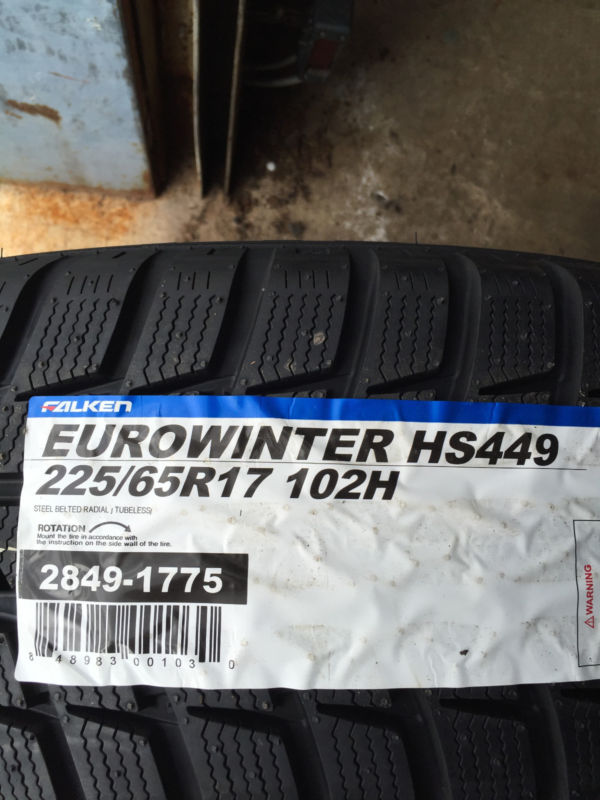 FALKEN
EUROWINTER HS449
225/65R17 102H
STEEL BELTED RADIAL / TUBELESS/
ROTATION
Mount the tire in accordance with
the instruction on the side wall of the tire.
2849-1775
8 48983 00103 0
⚠WARNING